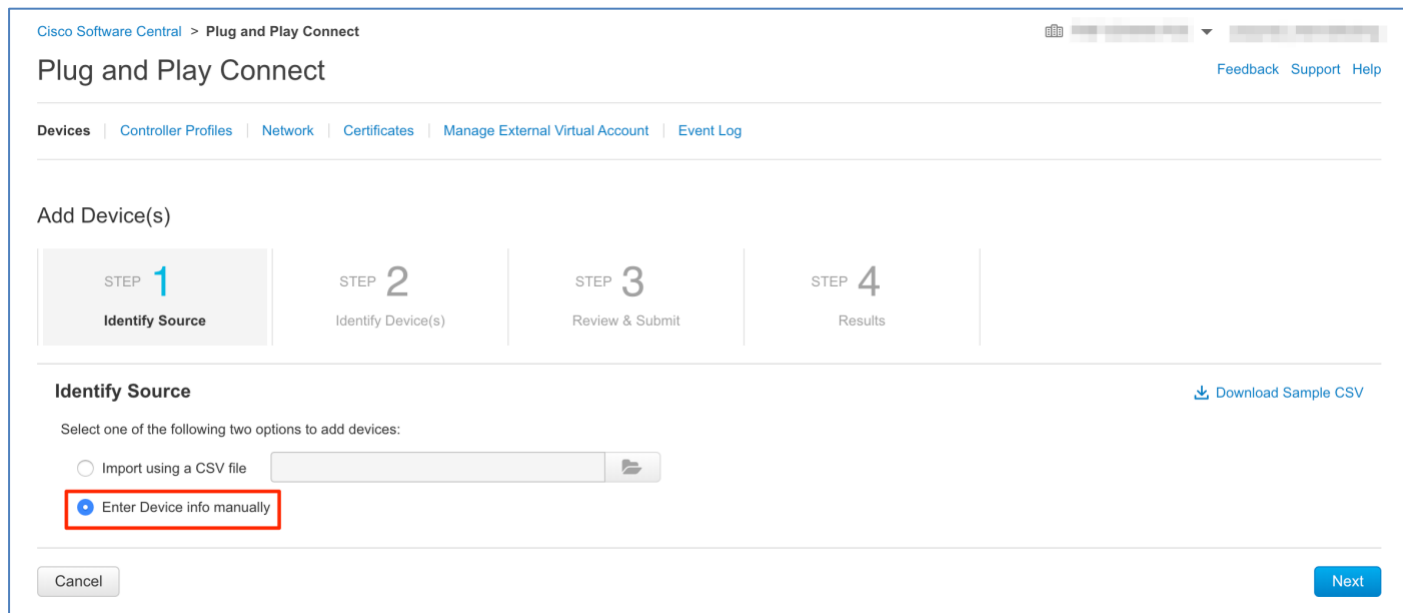 Cisco Software Central > Plug and Play Connect
Plug and Play Connect
Feedback Support Help
Devices | Controller Profiles | Network | Certificates | Manage External Virtual Account | Event Log
Add Device(s)
STEP 1
Identify Source
STEP 2
Identify Device(s)
STEP 3
Review & Submit
STEP 4
Results
Identify Source
Download Sample CSV
Select one of the following two options to add devices:
Import using a CSV file
Enter Device info manually
Cancel
Next